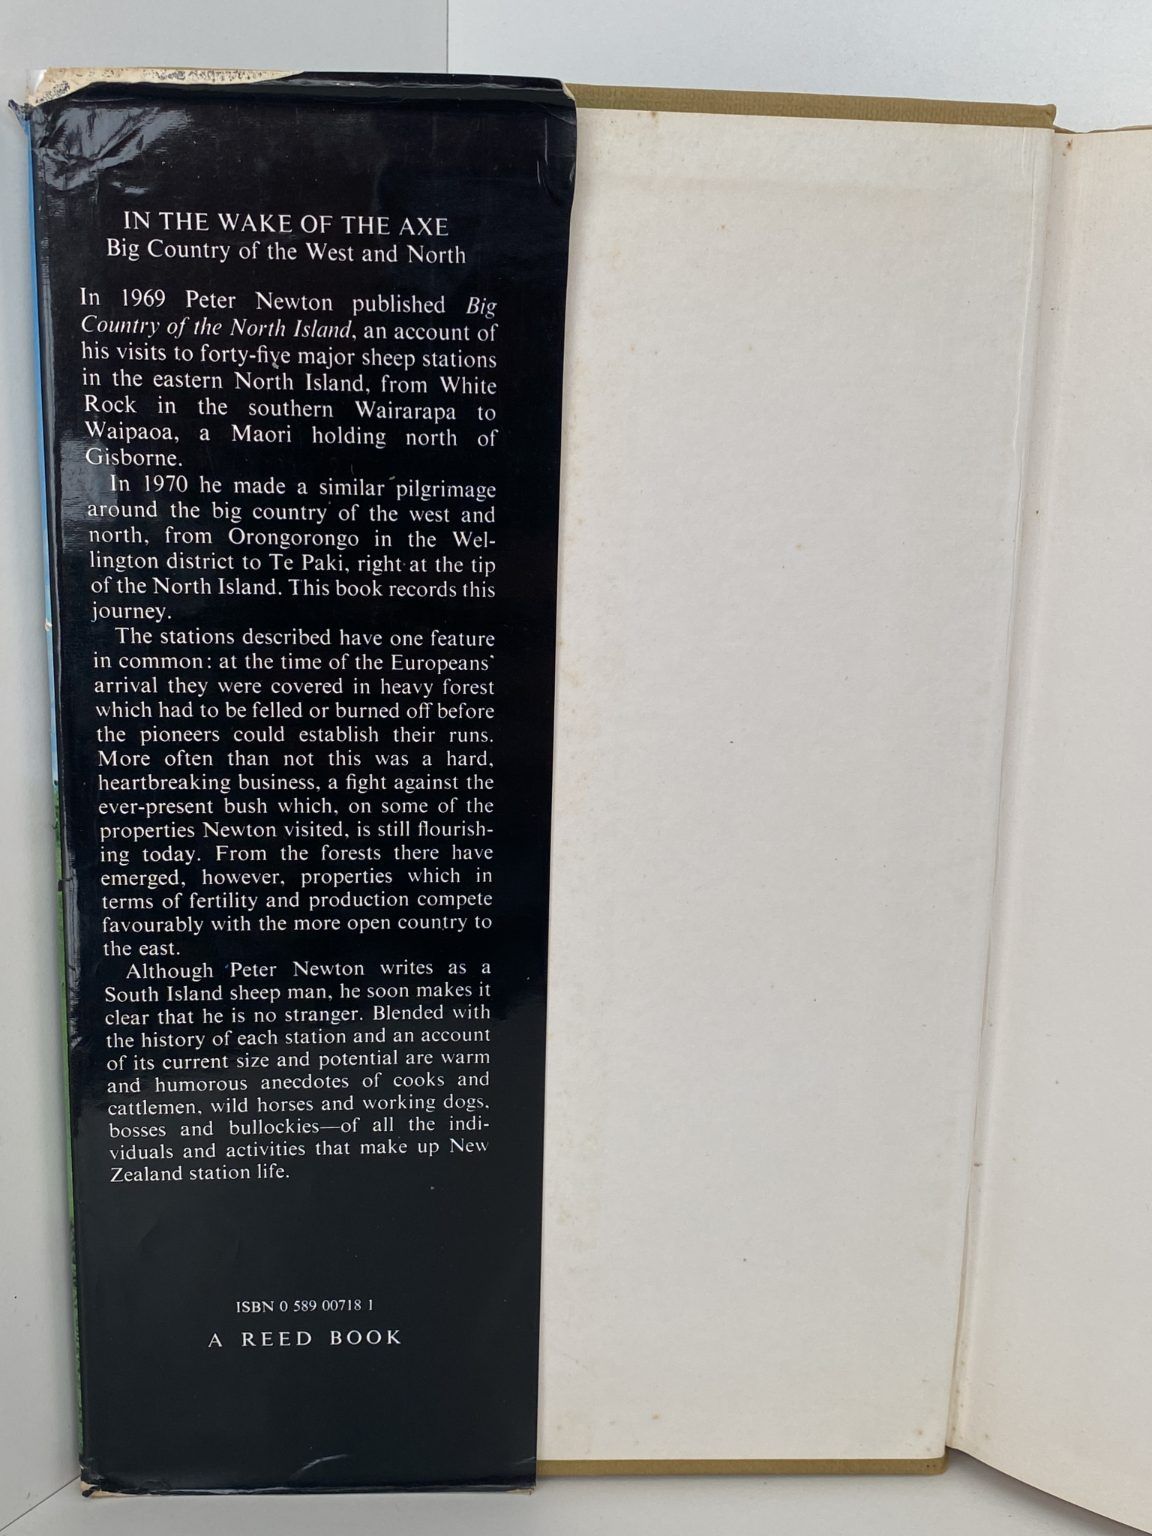 IN THE WAKE OF THE AXE
Big Country of the West and North
In 1969 Peter Newton published Big
Country of the North Island, an account of
his visits to forty-five major sheep stations
in the eastern North Island, from White
Rock in the southern Wairarapa to
Waipaoa, a Maori holding north of
Gisborne.
In 1970 he made a similar pilgrimage
around the big country of the west and
north, from Orongorongo in the Wel-
lington district to Te Paki, right at the tip
of the North Island. This book records this
journey.
The stations described have one feature
in common: at the time of the Europeans'
arrival they were covered in heavy forest
which had to be felled or burned off before
the pioneers could establish their runs.
More often than not this was a hard,
heartbreaking business, a fight against the
ever-present bush which, on some of the
properties Newton visited, is still flourish-
ing today. From the forests there have
emerged, however, properties which in
terms of fertility and production compete
favourably with the more open country to
the east.
Although Peter Newton writes as a
South Island sheep man, he soon makes it
clear that he is no stranger. Blended with
the history of each station and an account
of its current size and potential are warm
and humorous anecdotes of cooks and
cattlemen, wild horses and working dogs,
bosses and bullockies—of all the indi-
viduals and activities that make up New
Zealand station life.
ISBN 0 589 00718 1
A REED BOOK